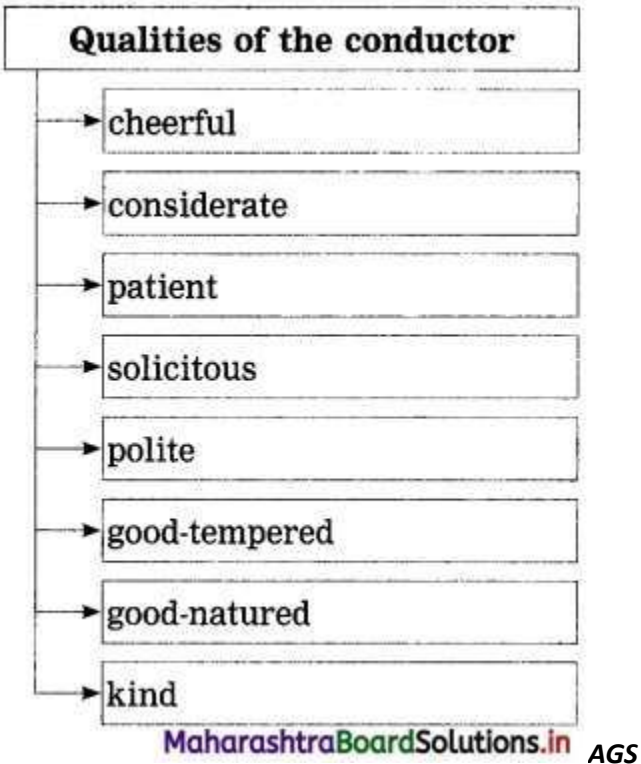 Qualities of the conductor
cheerful
considerate
patient
solicitous
polite
good-tempered
good-natured
kind
MaharashtraBoardSolutions.in AGS